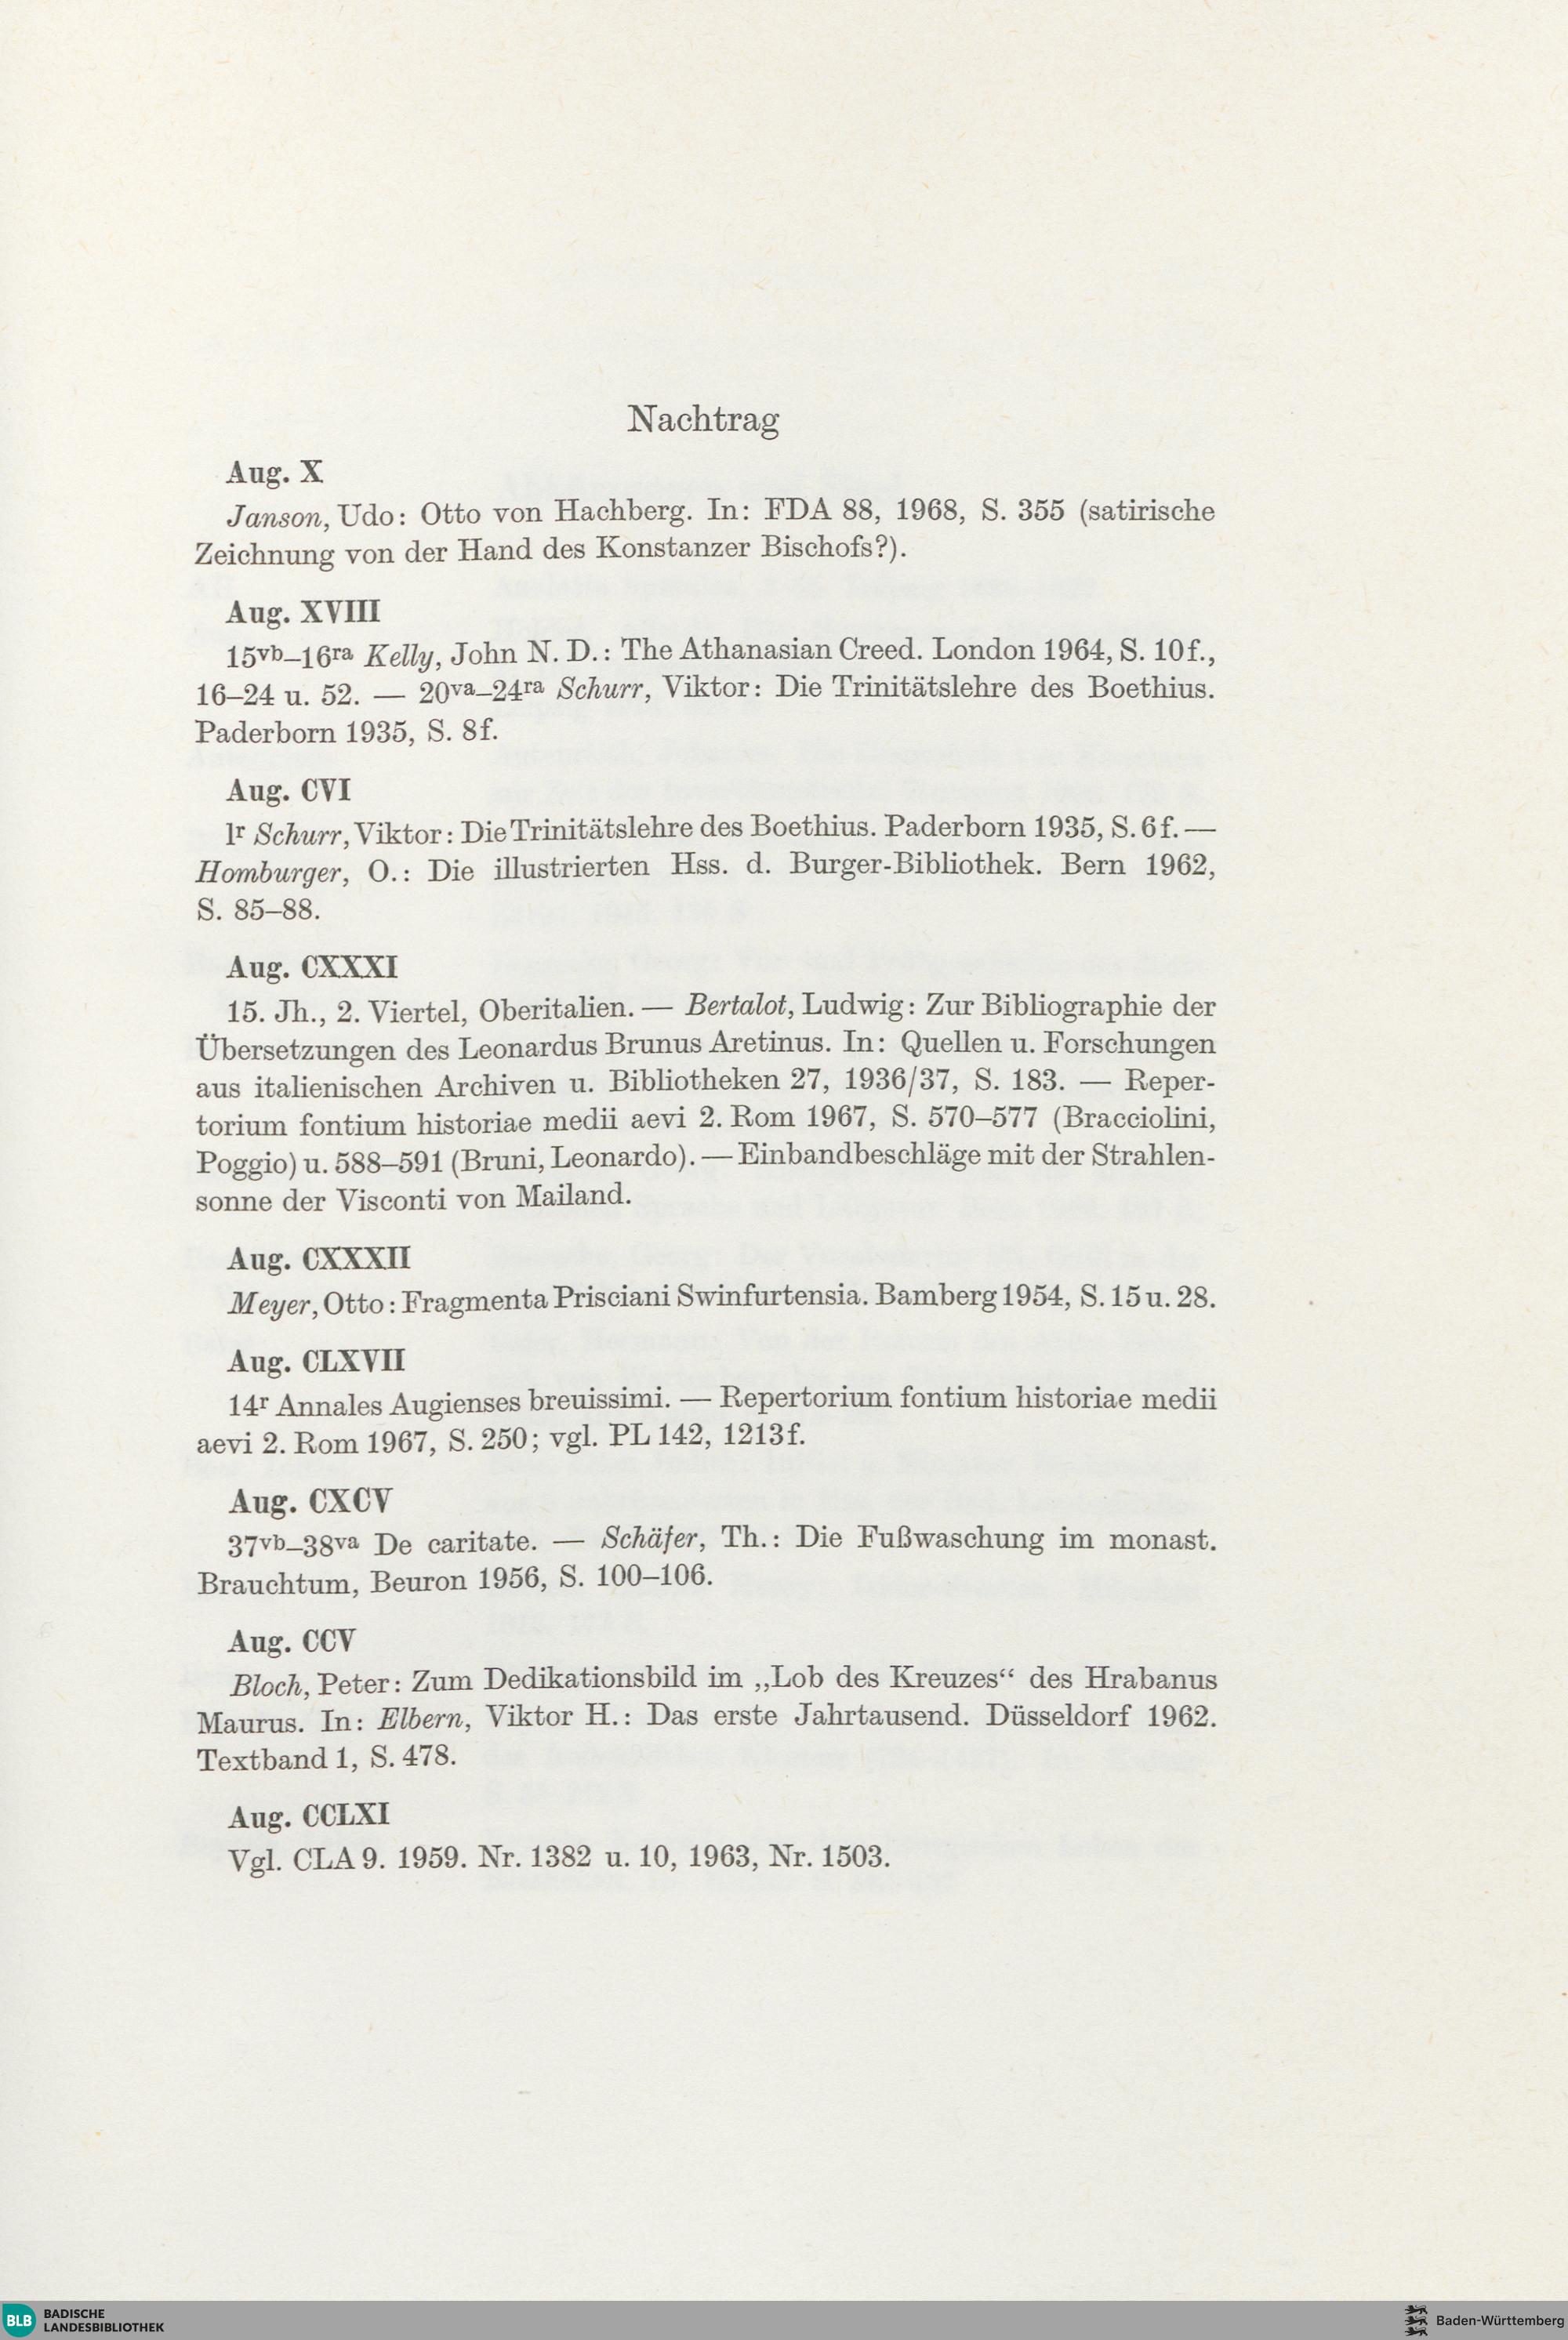 Nachtrag
Aug. X
Janson, Udo: Otto von Hachberg. In: FDA 88, 1968, S. 355 (satirische
Zeichnung von der Hand des Konstanzer Bischofs?).
Aug. XVIII
15vb–16ra Kelly, John N. D.: The Athanasian Creed. London 1964, S. 10f.,
16–24 u. 52. — 20va–24ra Schurr, Viktor: Die Trinitätslehre des Boethius.
Paderborn 1935, S. 8f.
Aug. CVI
1r Schurr, Viktor: Die Trinitätslehre des Boethius. Paderborn 1935, S. 6f. —
Homburger, O.: Die illustrierten Hss. d. Burger-Bibliothek. Bern 1962,
S. 85–88.
Aug. CXXXI
15. Jh., 2. Viertel, Oberitalien. — Bertalot, Ludwig: Zur Bibliographie der
Übersetzungen des Leonardus Brunus Aretinus. In: Quellen u. Forschungen
aus italienischen Archiven u. Bibliotheken 27, 1936/37, S. 183. — Reper-
torium fontium historiae medii aevi 2. Rom 1967, S. 570–577 (Bracciolini,
Poggio) u. 588–591 (Bruni, Leonardo). — Einbandbeschläge mit der Strahlen-
sonne der Visconti von Mailand.
Aug. CXXXII
Meyer, Otto: Fragmenta Prisciani Swinfurtensia. Bamberg 1954, S. 15 u. 28.
Aug. CLXVII
14r Annales Augienses breuissimi. — Repertorium fontium historiae medii
aevi 2. Rom 1967, S. 250; vgl. PL 142, 1213f.
Aug. CXCV
37vb–38va De caritate. — Schäfer, Th.: Die Fußwaschung im monast.
Brauchtum, Beuron 1956, S. 100–106.
Aug. CCV
Bloch, Peter: Zum Dedikationsbild im „Lob des Kreuzes“ des Hrabanus
Maurus. In: Elbern, Viktor H.: Das erste Jahrtausend. Düsseldorf 1962.
Textband 1, S. 478.
Aug. CCLXI
Vgl. CLA 9. 1959. Nr. 1382 u. 10, 1963, Nr. 1503.
BLB BADISCHE
LANDESBIBLIOTHEK
Baden-Württemberg